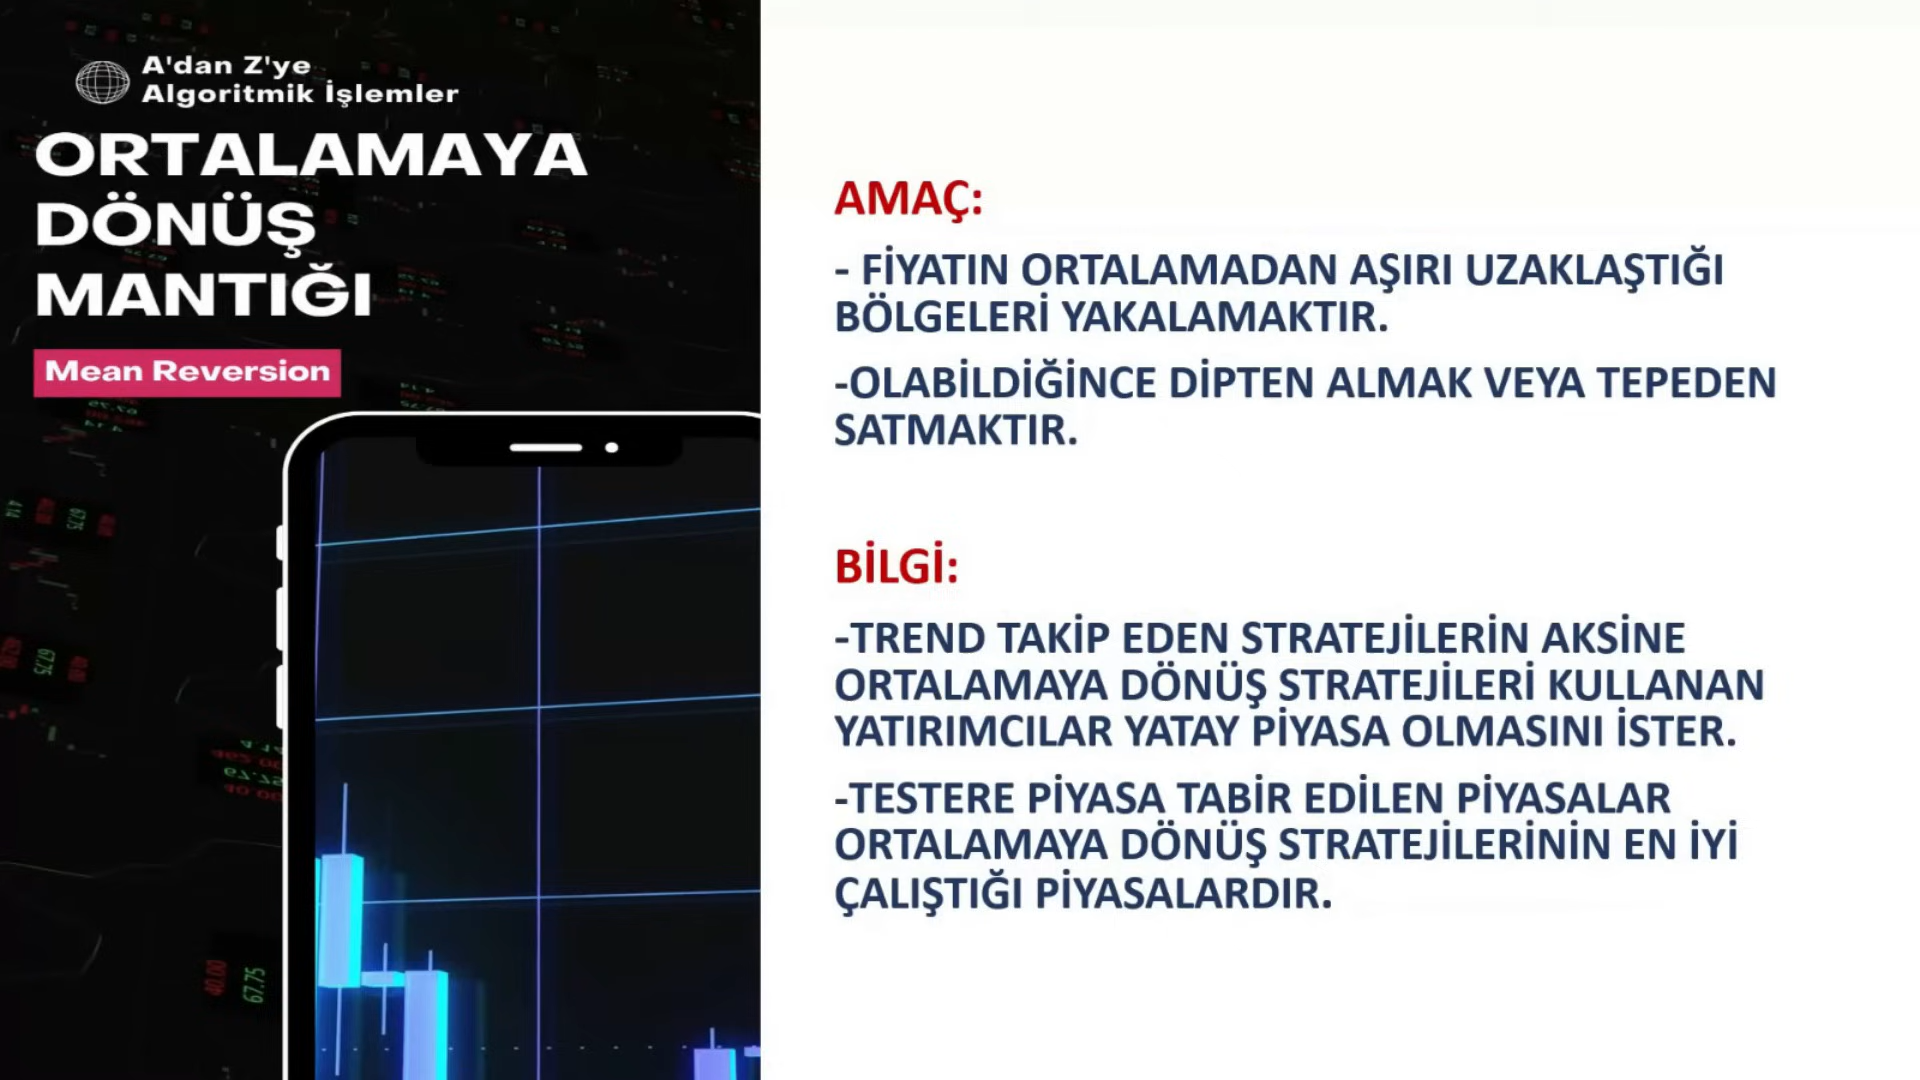 A'dan Z'ye
Algoritmik İşlemler
ORTALAMAYA
DÖNÜŞ
MANTIĞI
Mean Reversion
AMAÇ:
- FİYATIN ORTALAMADAN AŞIRI UZAKLAŞTIĞI
BÖLGELERİ YAKALAMAKTIR.
-OLABİLDİĞİNCE DİPTEN ALMAK VEYA TEPEDEN
SATMAKTIR.
BİLGİ:
-TREND TAKİP EDEN STRATEJİLERİN AKSİNE
ORTALAMAYA DÖNÜŞ STRATEJİLERİ KULLANAN
YATIRIMCILAR YATAY PİYASA OLMASINI İSTER.
-TESTERE PİYASA TABİR EDİLEN PİYASALAR
ORTALAMAYA DÖNÜŞ STRATEJİLERİNİN EN İYİ
ÇALIŞTIĞI PİYASALARDIR.